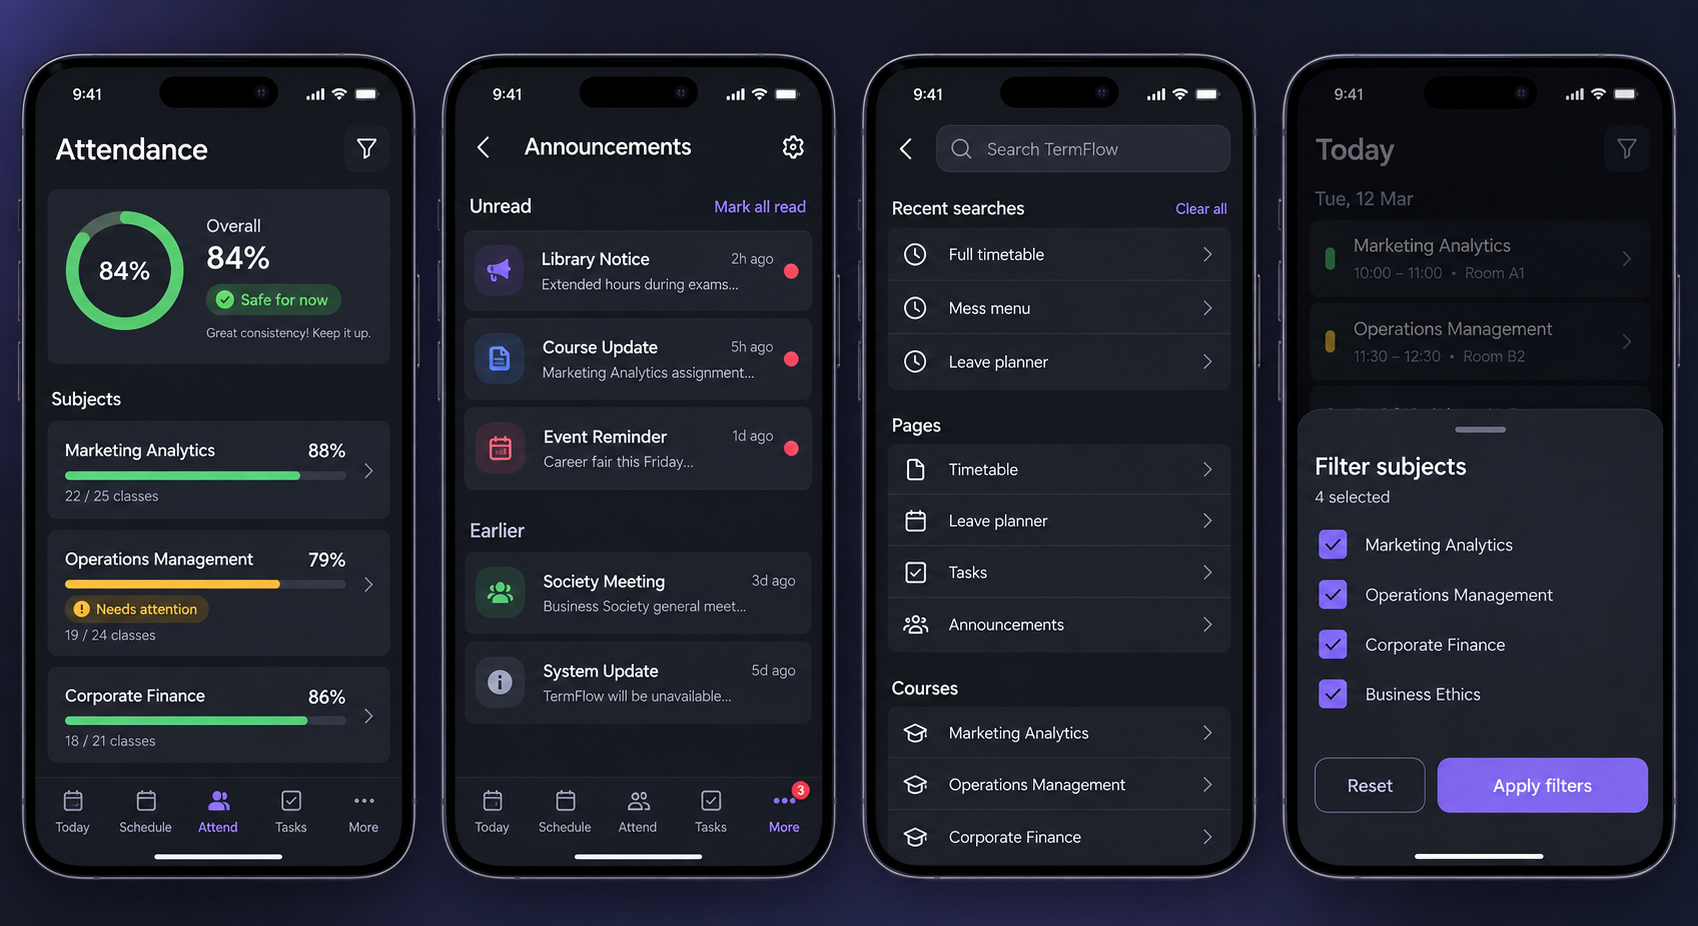 9:41
Attendance
84%
Overall
84%
Safe for now
Great consistency! Keep it up.
Subjects
Marketing Analytics 88%
22 / 25 classes
Operations Management 79%
Needs attention
19 / 24 classes
Corporate Finance 86%
18 / 21 classes
Today Schedule Attend Tasks More
9:41
Announcements
Unread Mark all read
Library Notice 2h ago
Extended hours during exams...
Course Update 5h ago
Marketing Analytics assignment...
Event Reminder 1d ago
Career fair this Friday...
Earlier
Society Meeting 3d ago
Business Society general meet...
System Update 5d ago
TermFlow will be unavailable...
3
Today Schedule Attend Tasks More
9:41
Search TermFlow
Recent searches Clear all
Full timetable
Mess menu
Leave planner
Pages
Timetable
Leave planner
Tasks
Announcements
Courses
Marketing Analytics
Operations Management
Corporate Finance
9:41
Today
Tue, 12 Mar
Marketing Analytics
10:00 – 11:00 • Room A1
Operations Management
11:30 – 12:30 • Room B2
Filter subjects
4 selected
Marketing Analytics
Operations Management
Corporate Finance
Business Ethics
Reset Apply filters